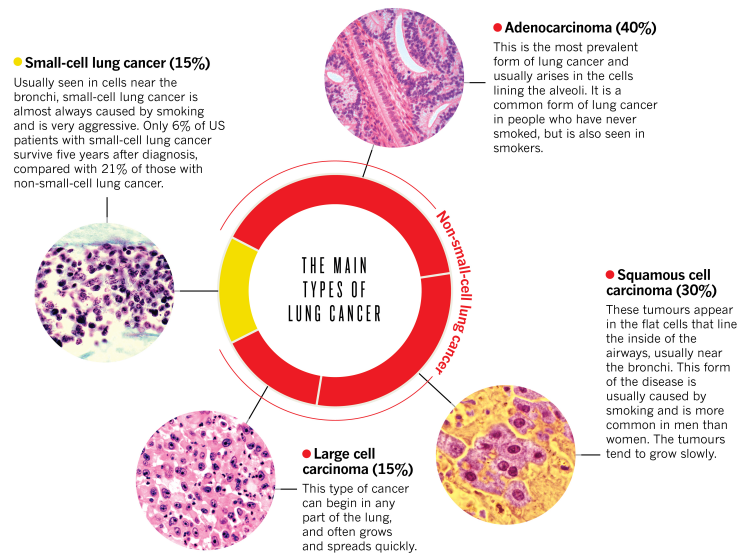 Small-cell lung cancer (15%)
Usually seen in cells near the
bronchi, small-cell lung cancer is
almost always caused by smoking
and is very aggressive. Only 6% of US
patients with small-cell lung cancer
survive five years after diagnosis,
compared with 21% of those with
non-small-cell lung cancer.
Adenocarcinoma (40%)
This is the most prevalent
form of lung cancer and
usually arises in the cells
lining the alveoli. It is a
common form of lung cancer
in people who have never
smoked, but is also seen in
smokers.
THE MAIN
TYPES OF
LUNG CANCER
Non-small-cell lung cancer
Squamous cell
carcinoma (30%)
These tumours appear
in the flat cells that line
the inside of the
airways, usually near
the bronchi. This form
of the disease is
usually caused by
smoking and is more
common in men than
women. The tumours
tend to grow slowly.
Large cell
carcinoma (15%)
This type of cancer
can begin in any
part of the lung,
and often grows
and spreads quickly.